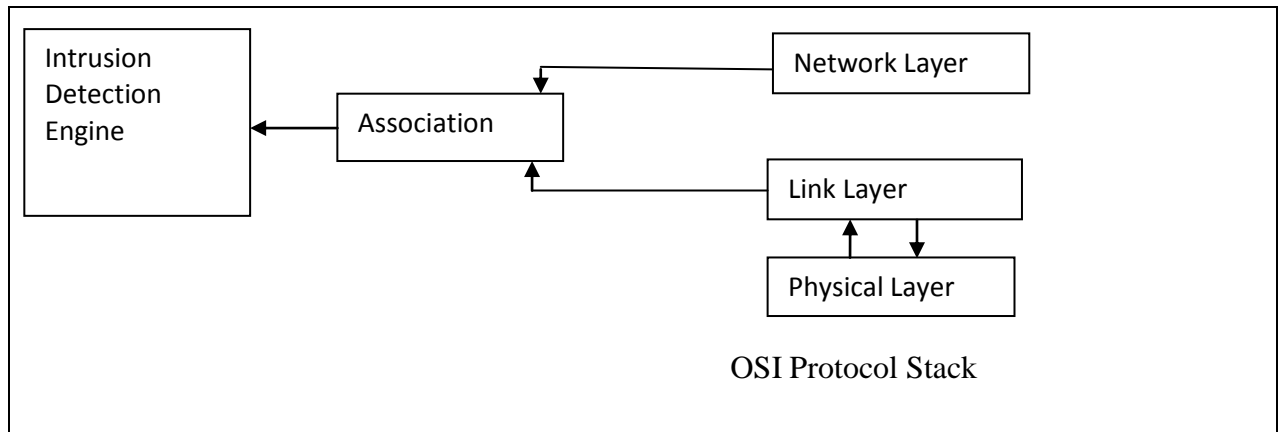 Intrusion
Detection
Engine
Association
Network Layer
Link Layer
Physical Layer
OSI Protocol Stack